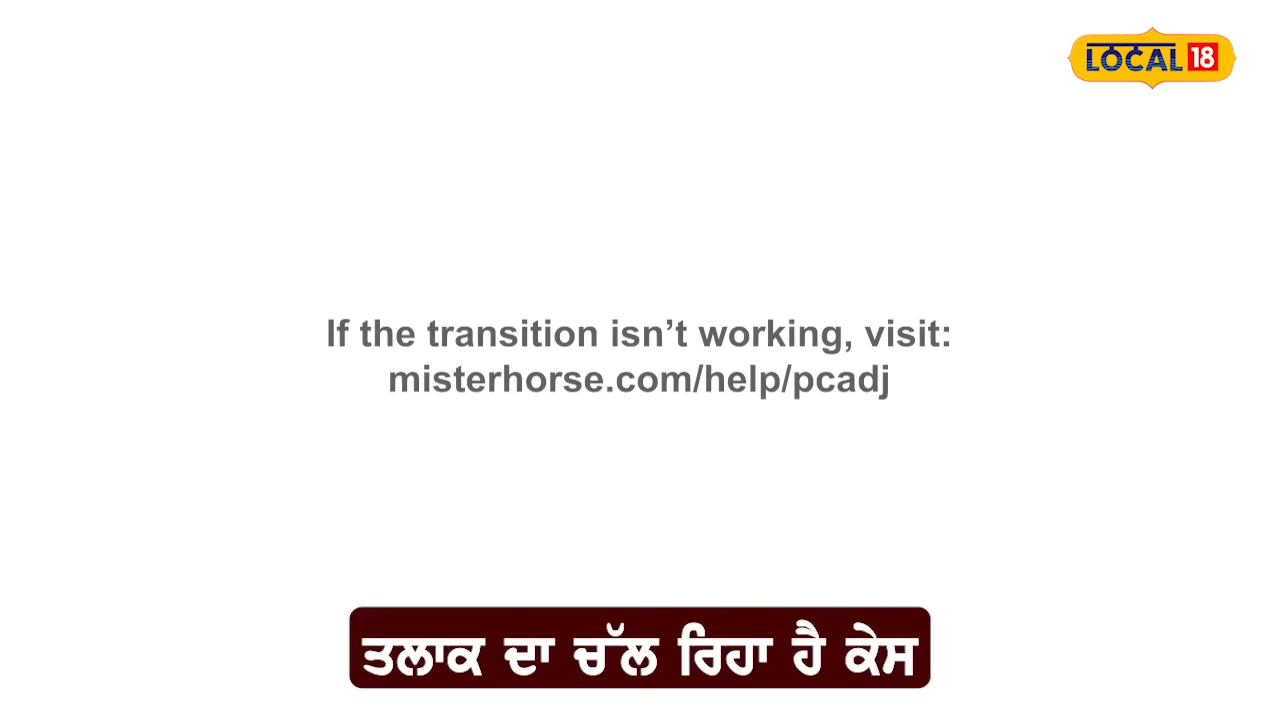 LOCAL 18
If the transition isn’t working, visit:
misterhorse.com/help/pcadj
ਤਲਾਕ ਦਾ ਚੱਲ ਰਿਹਾ ਹੈ ਕੇਸ